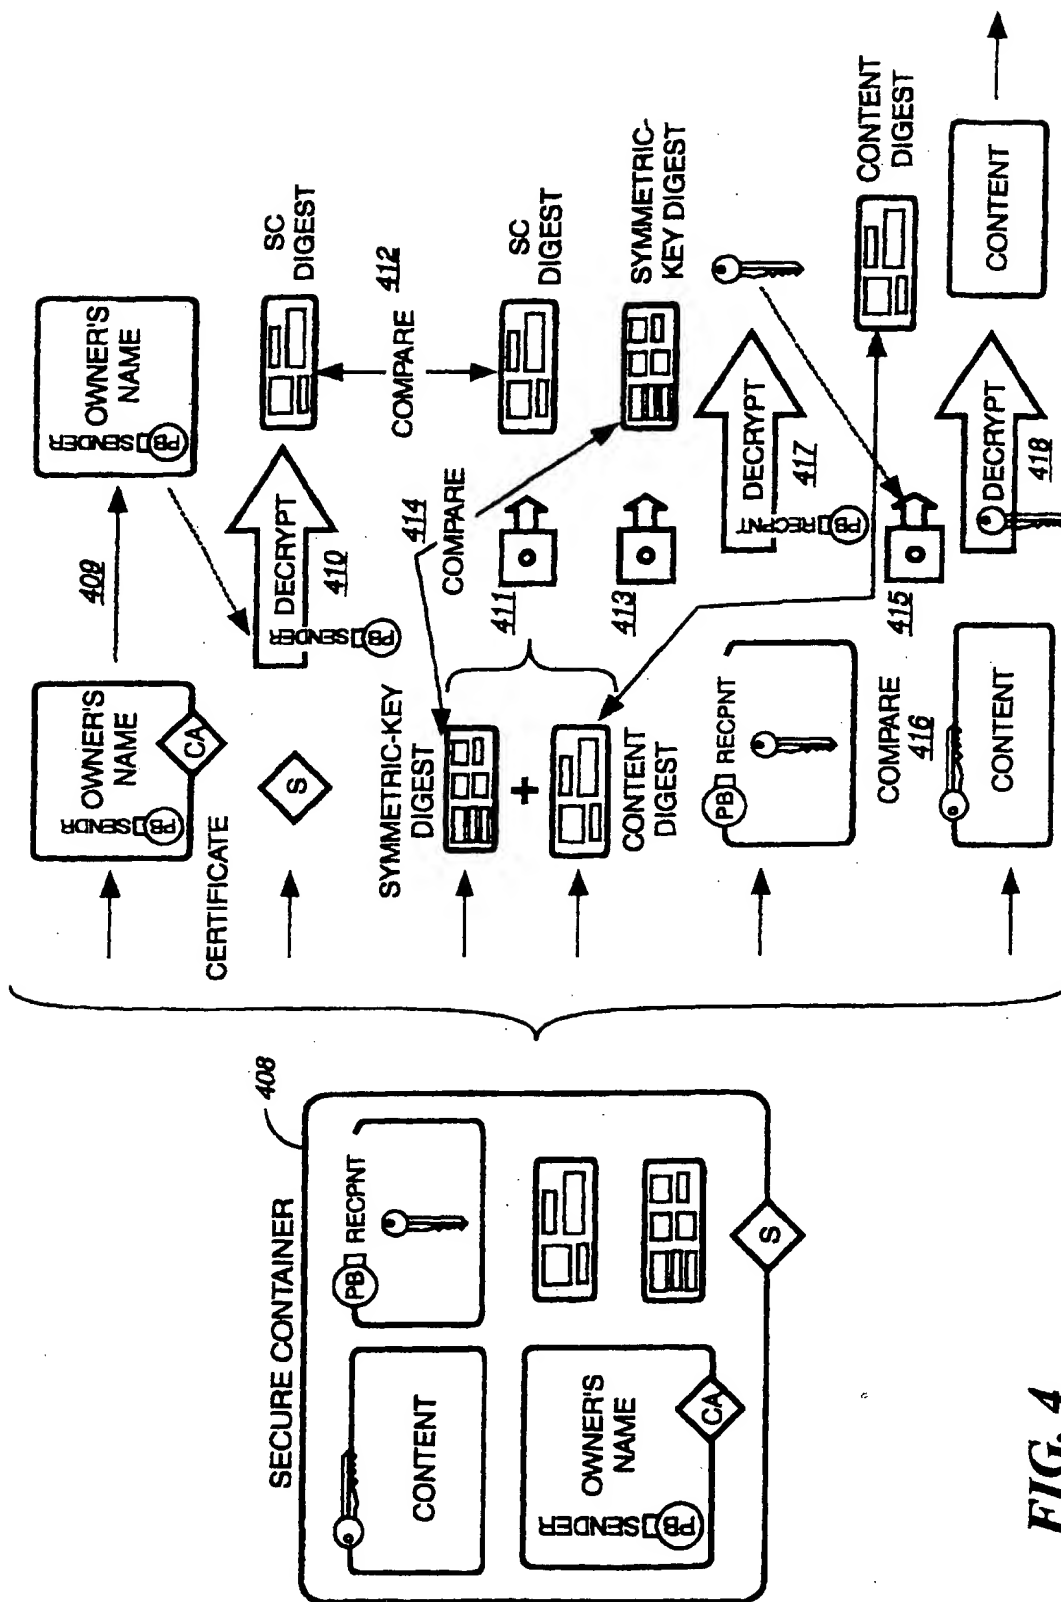 SECURE CONTAINER
408
CONTENT
PB RECPNT
PB SENDER
OWNER'S
NAME
CA
S
PB SENDR
OWNER'S
NAME
CA
CERTIFICATE
409
PB SENDER
OWNER'S
NAME
S
PB SENDER
DECRYPT
410
SC
DIGEST
COMPARE
412
SYMMETRIC-KEY
DIGEST
+
CONTENT
DIGEST
414
COMPARE
411
SC
DIGEST
413
SYMMETRIC-
KEY DIGEST
PB RECPNT
PB RECPNT
DECRYPT
417
COMPARE
416
415
CONTENT
DIGEST
CONTENT
DECRYPT
418
CONTENT
FIG. 4